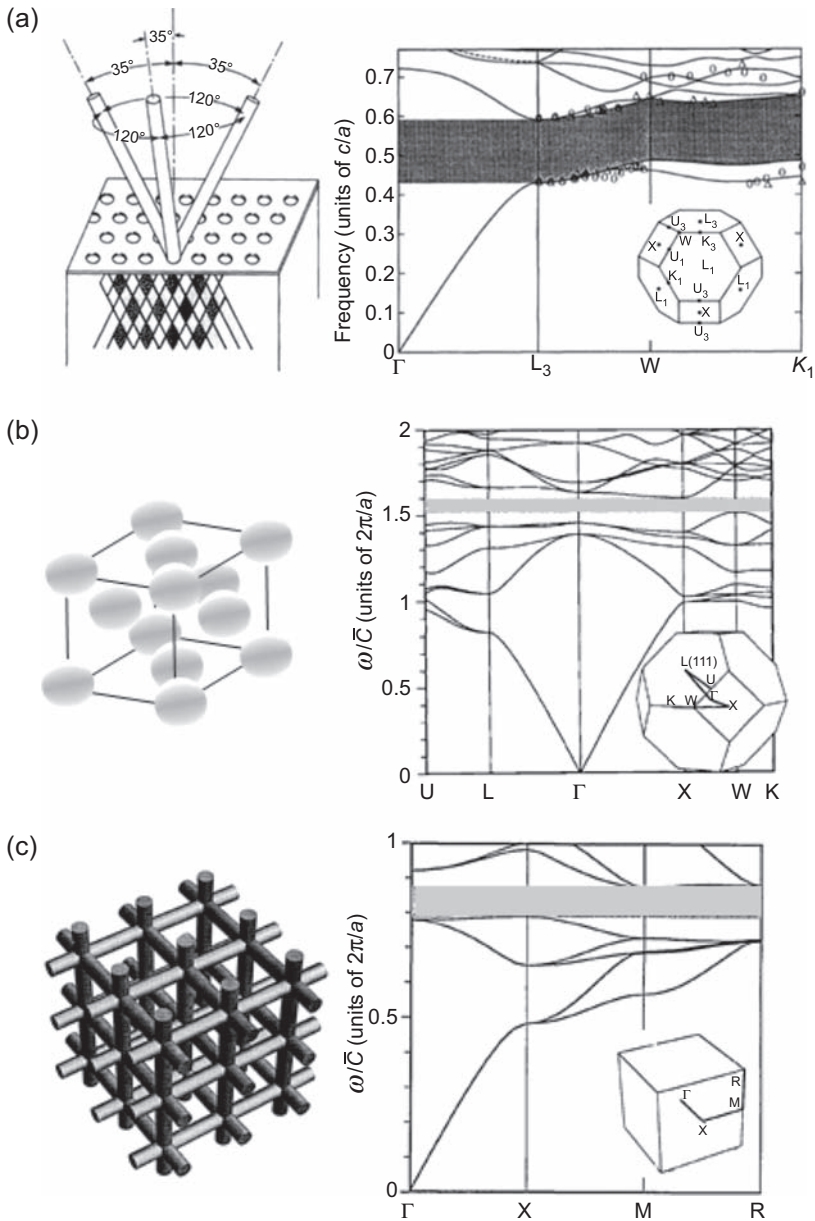 (a)
35°
35°
35°
120°
120°
120°
Frequency (units of c/a)
0.7
0.6
0.5
0.4
0.3
0.2
0.1
0
Γ
L3
W
K1
U3
L3
W
K3
X
X
U1
L1
K1
L1
L1
U3
X
U3
(b)
ω/C̄ (units of 2π/a)
2
1.5
1
0.5
0
U
L
Γ
X
W
K
L(111)
U
Γ
K
W
X
(c)
ω/C̄ (units of 2π/a)
1
0.5
0
Γ
X
M
R
R
Γ
M
X